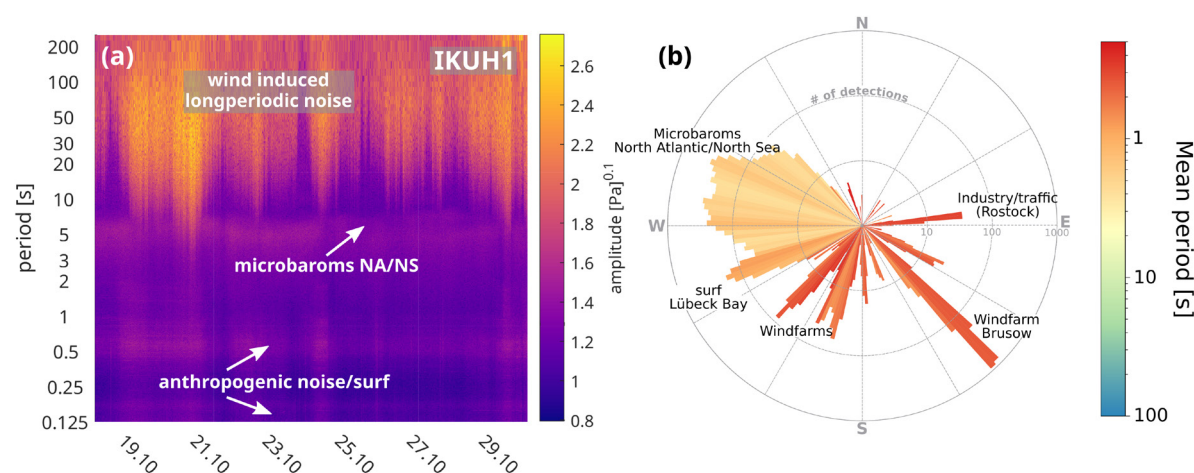 (a)
IKUH1
wind induced
longperiodic noise
microbaroms NA/NS
anthropogenic noise/surf
period [s]
200
100
50
30
20
10
5
3
2
1
0.5
0.25
0.125
19.10
21.10
23.10
25.10
27.10
29.10
2.6
2.4
2.2
2
1.8
1.6
1.4
1.2
1
0.8
amplitude [Pa]^0.1
(b)
N
# of detections
Microbaroms
North Atlantic/North Sea
Industry/traffic
(Rostock)
W
E
10
100
1000
surf
Lübeck Bay
Windfarms
Windfarm
Brusow
S
1
10
100
Mean period [s]